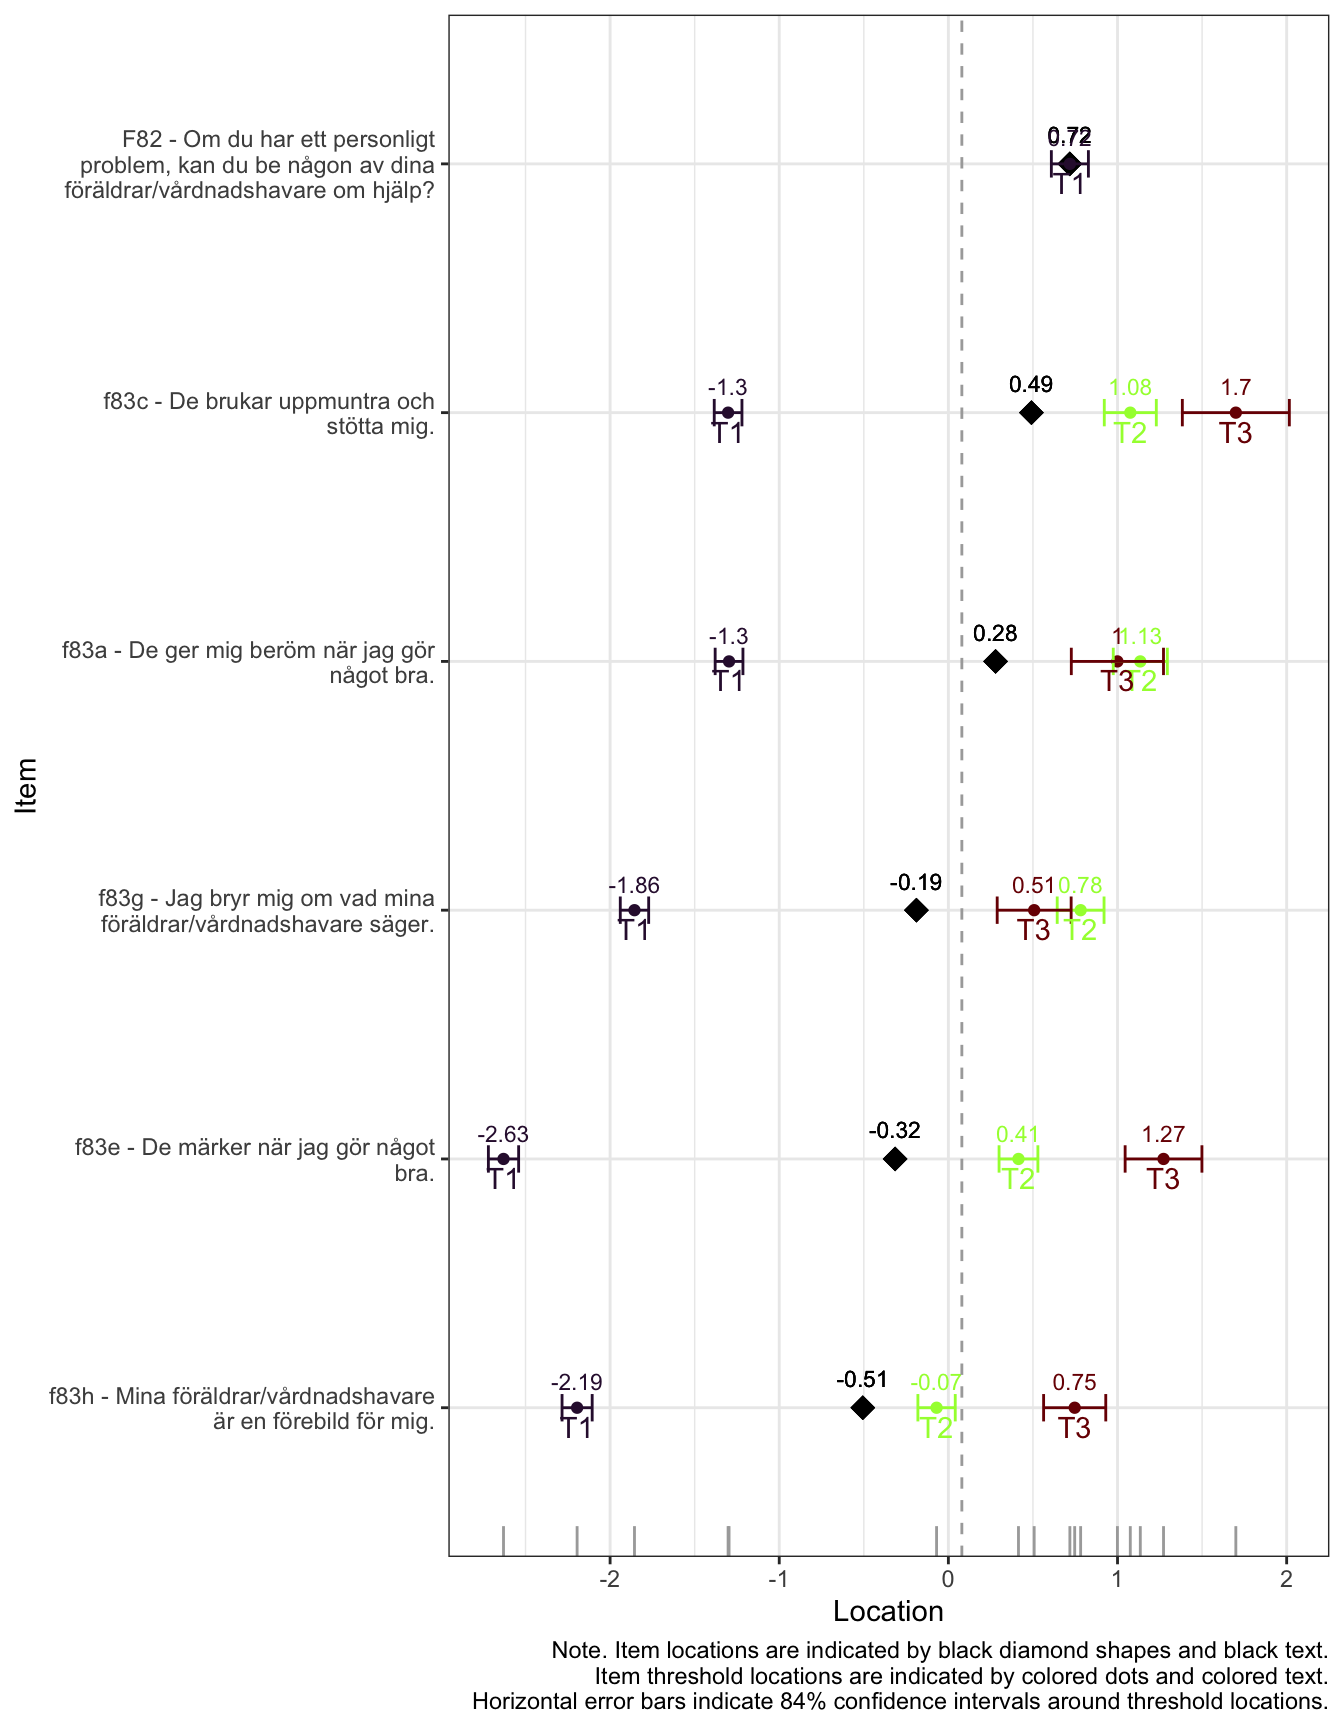 F82 - Om du har ett personligt
problem, kan du be någon av dina
föräldrar/vårdnadshavare om hjälp?
0.72
0.72
T1
f83c - De brukar uppmuntra och
stötta mig.
-1.3
0.49
1.08
1.7
T1
T2
T3
f83a - De ger mig beröm när jag gör
något bra.
-1.3
0.28
1
1.13
T1
T3
T2
Item
f83g - Jag bryr mig om vad mina
föräldrar/vårdnadshavare säger.
-1.86
-0.19
0.51
0.78
T1
T3
T2
f83e - De märker när jag gör något
bra.
-2.63
-0.32
0.41
1.27
T1
T2
T3
f83h - Mina föräldrar/vårdnadshavare
är en förebild för mig.
-2.19
-0.51
-0.07
0.75
T1
T2
T3
-2
-1
0
1
2
Location
Note. Item locations are indicated by black diamond shapes and black text.
Item threshold locations are indicated by colored dots and colored text.
Horizontal error bars indicate 84% confidence intervals around threshold locations.